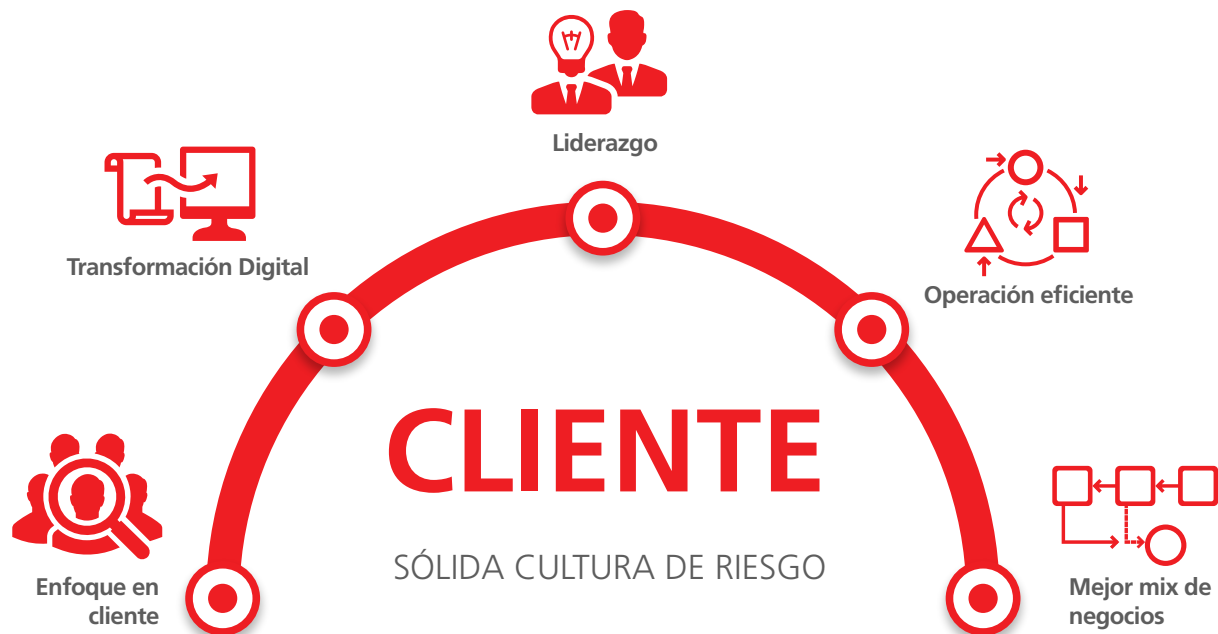 Liderazgo
Transformación Digital
Operación eficiente
CLIENTE
SÓLIDA CULTURA DE RIESGO
Enfoque en
cliente
Mejor mix de
negocios